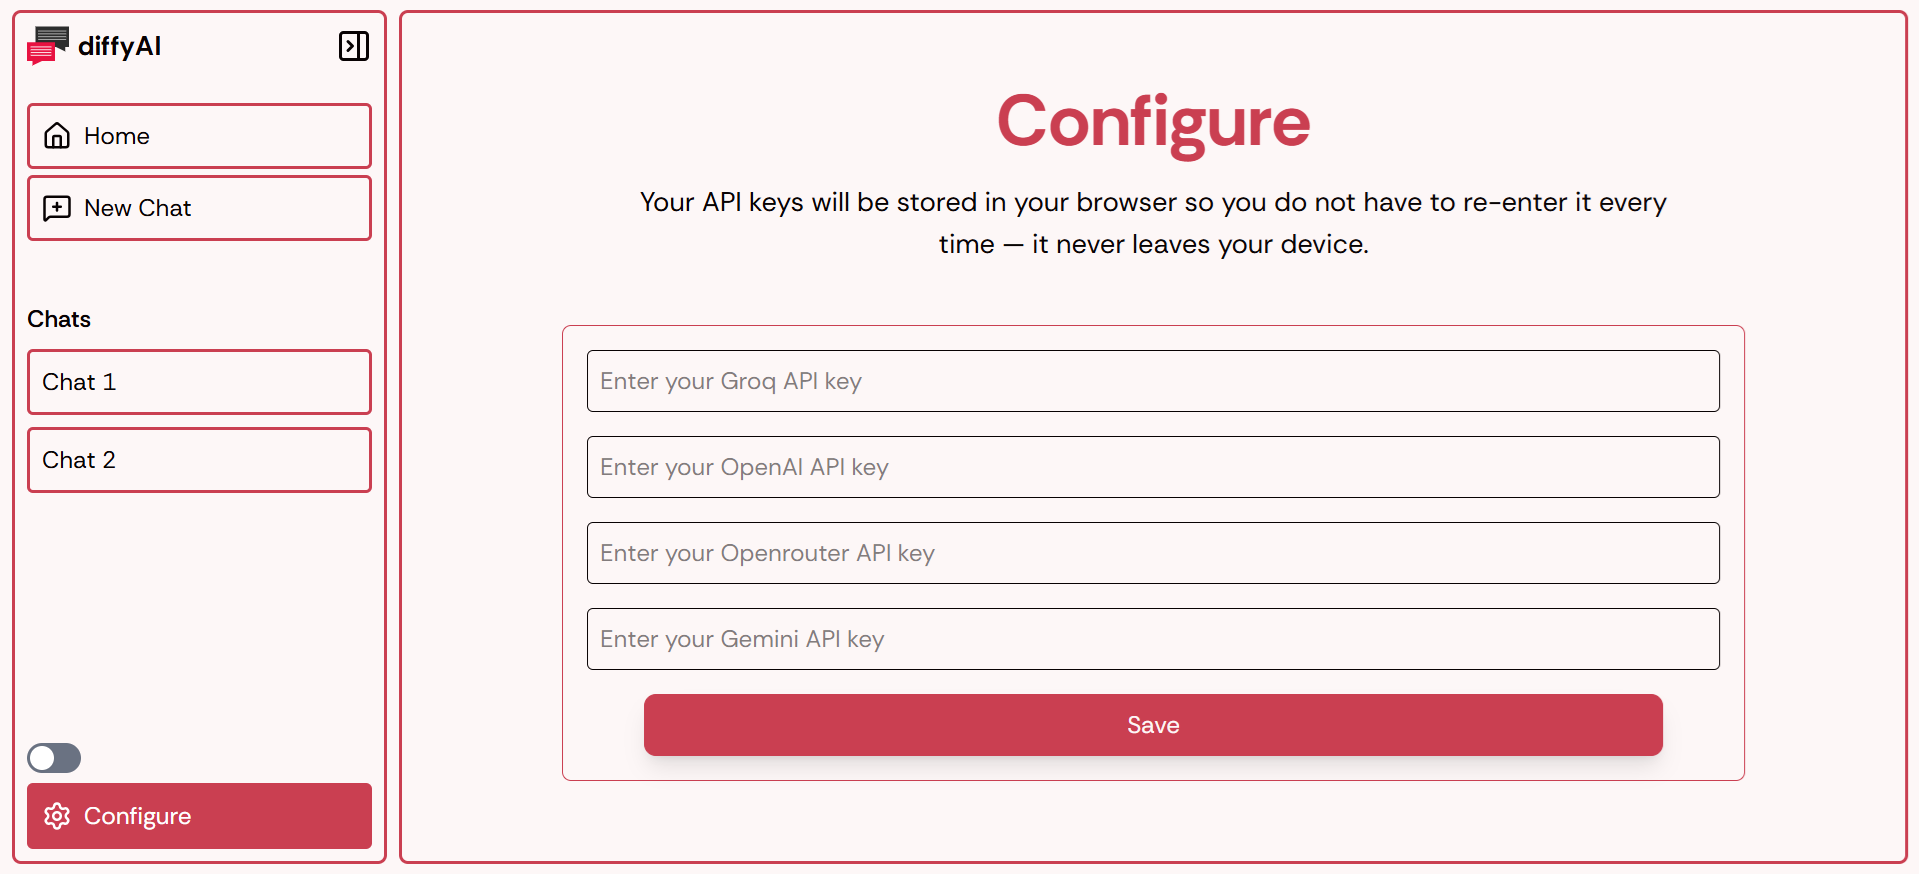 diffyAI
Home
New Chat
Chats
Chat 1
Chat 2
Configure
Configure
Your API keys will be stored in your browser so you do not have to re-enter it every
time — it never leaves your device.
Enter your Groq API key
Enter your OpenAI API key
Enter your Openrouter API key
Enter your Gemini API key
Save